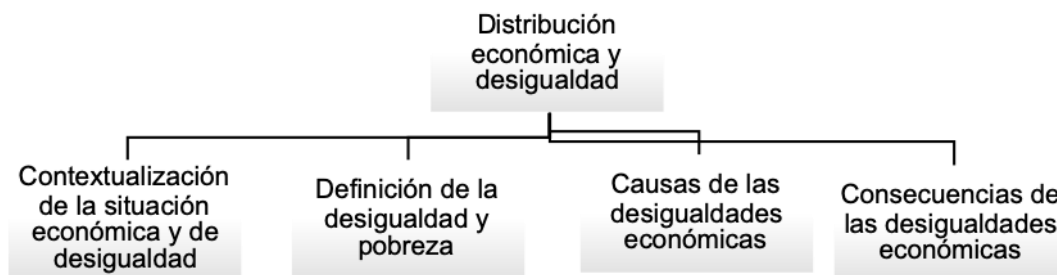 Distribución
económica y
desigualdad
Contextualización
de la situación
económica y de
desigualdad
Definición de la
desigualdad y
pobreza
Causas de las
desigualdades
económicas
Consecuencias de
las desigualdades
económicas